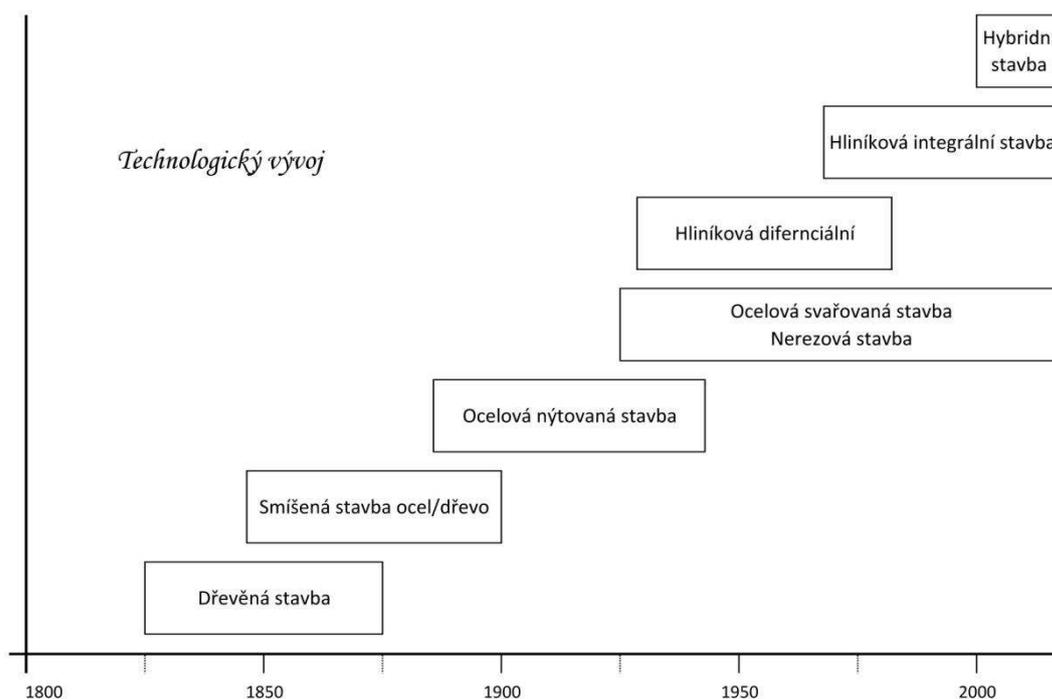 Hybridn
stavba
Hliníková integrální stavba
Technologický vývoj
Hliníková difernciální
Ocelová svařovaná stavba
Nerezová stavba
Ocelová nýtovaná stavba
Smíšená stavba ocel/dřevo
Dřevěná stavba
1800 1850 1900 1950 2000